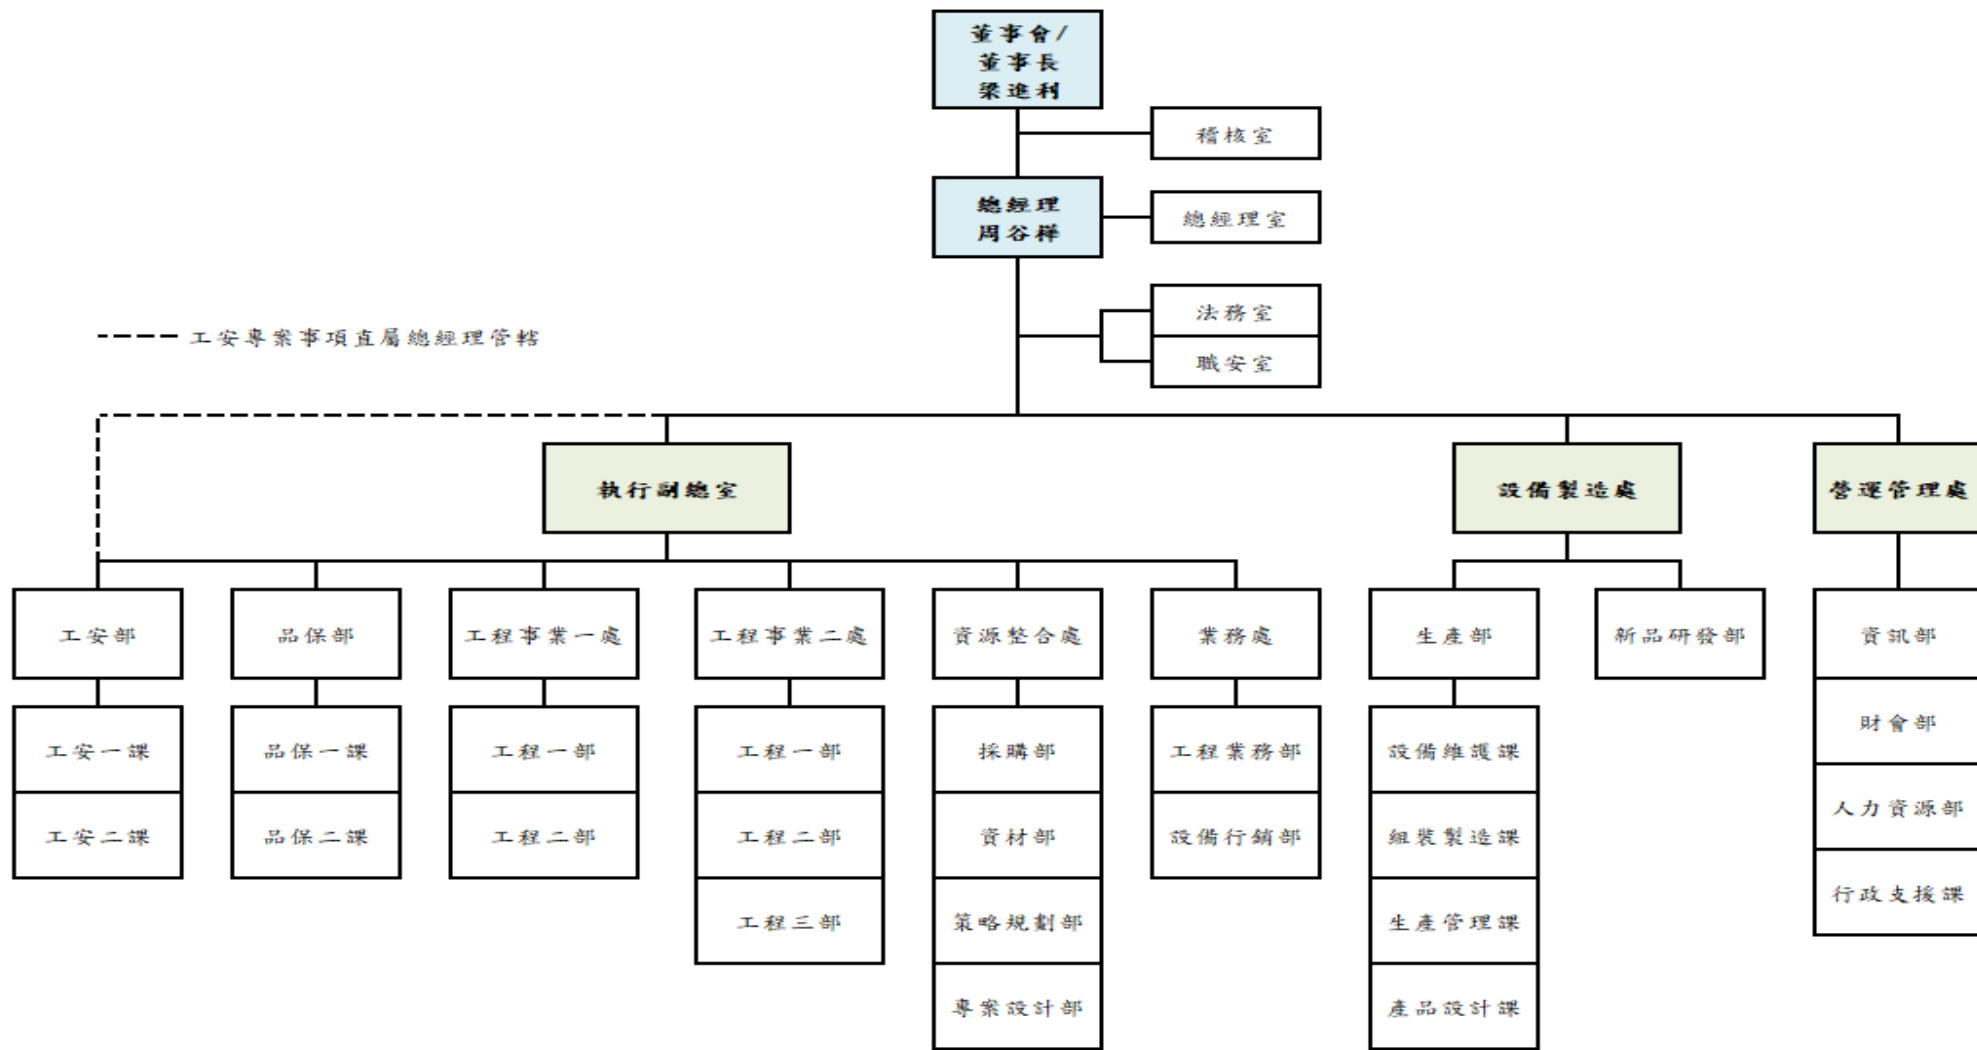 董事會/
董事長
梁進利
稽核室
總經理
周谷樺
總經理室
法務室
職安室
工安專案事項直屬總經理管轄
執行副總室
設備製造處
營運管理處
工安部
品保部
工程事業一處
工程事業二處
資源整合處
業務處
生產部
新品研發部
資訊部
工安一課
工安二課
品保一課
品保二課
工程一部
工程二部
工程一部
工程二部
工程三部
採購部
資材部
策略規劃部
專案設計部
工程業務部
設備行銷部
設備維護課
組裝製造課
生產管理課
產品設計課
財會部
人力資源部
行政支援課